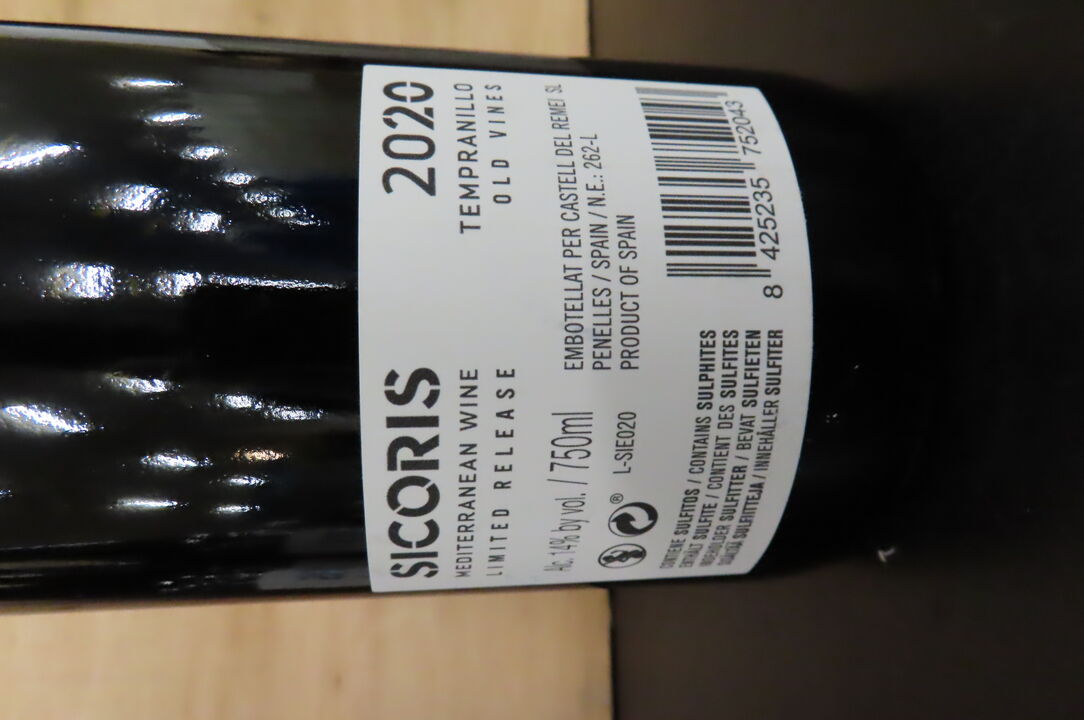 SICORIS
MEDITERRANEAN WINE
LIMITED RELEASE
2020
TEMPRANILLO
OLD VINES
Alc. 14% by vol. / 750ml
L-SIE020
EMBOTELLAT PER CASTELL DEL REMEI SL
PENELLES / SPAIN / N.E.: 262-L
PRODUCT OF SPAIN
CONTIENE SULFITOS / CONTAINS SULPHITES
ENTHÄLT SULFITE / CONTIENT DES SULFITES
INDEHOLDER SULFITTER / BEVAT SULFIETEN
SULFIITTEJA / INNEHÅLLER SULFITER
8 425235 752043